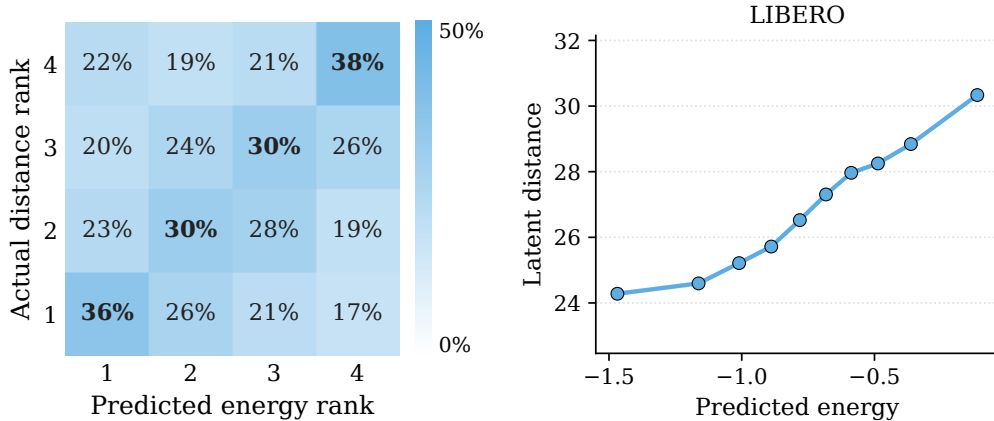 Actual distance rank
4
3
2
1
22% 19% 21% 38%
20% 24% 30% 26%
23% 30% 28% 19%
36% 26% 21% 17%
1 2 3 4
Predicted energy rank
50%
0%
LIBERO
Latent distance
32
30
28
26
24
−1.5 −1.0 −0.5
Predicted energy